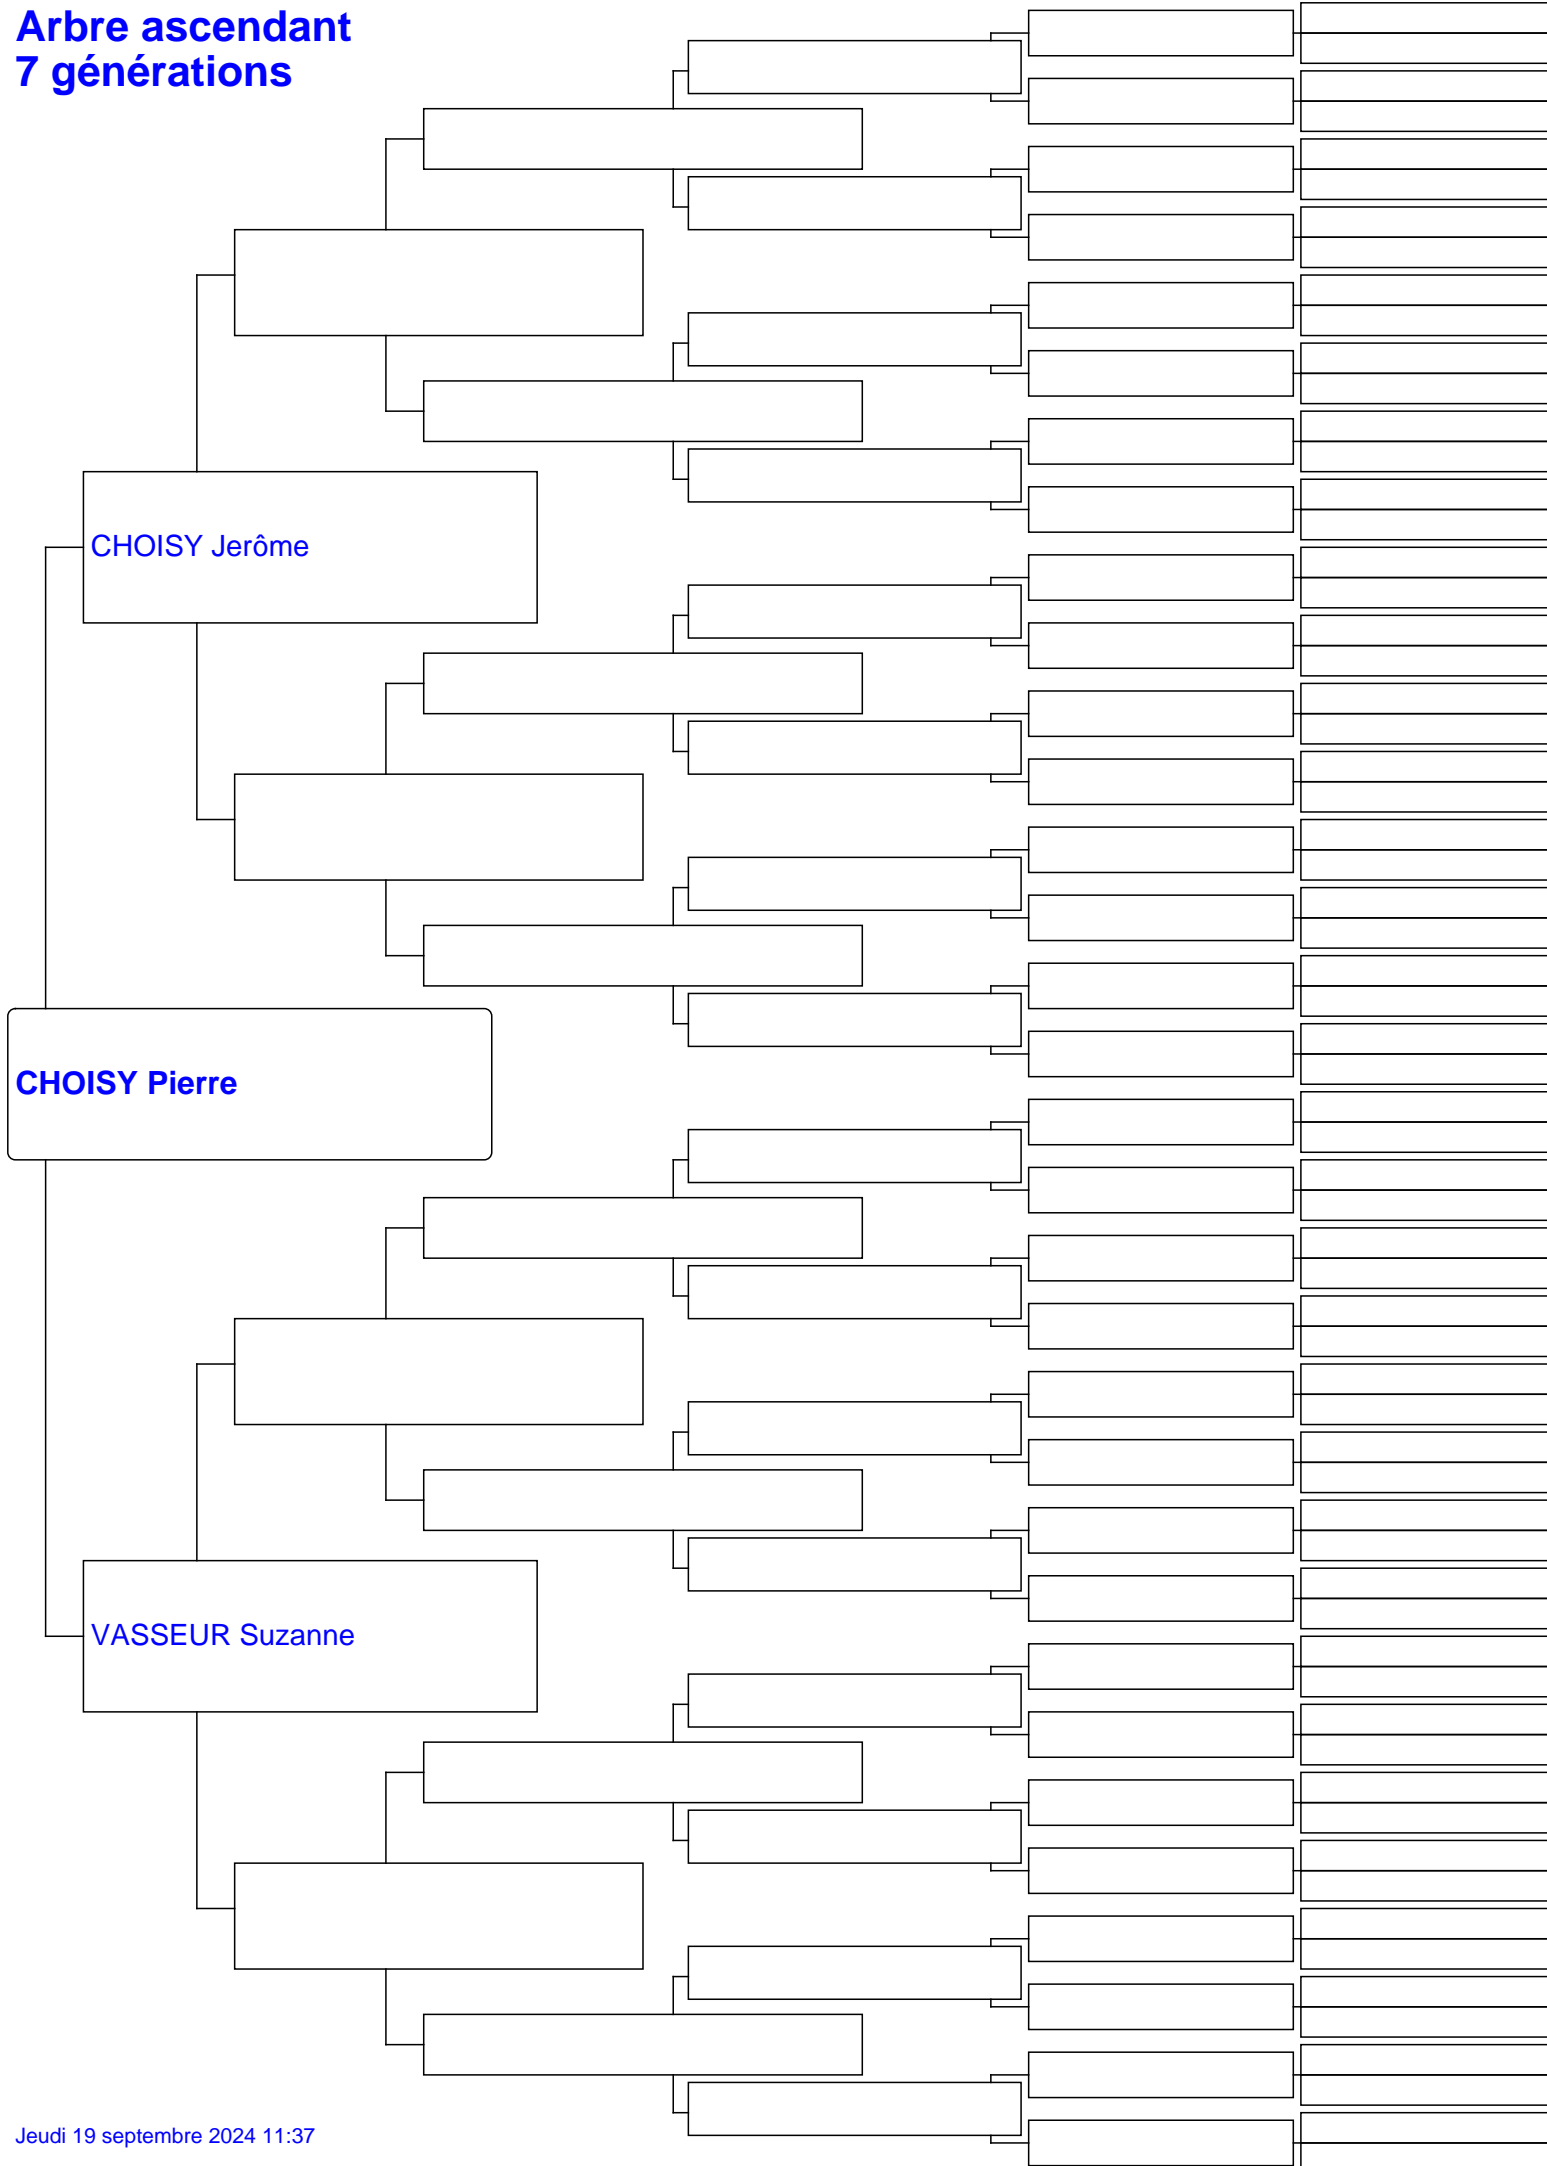 Arbre ascendant
7 générations
CHOISY Jerôme
CHOISY Pierre
VASSEUR Suzanne
Jeudi 19 septembre 2024 11:37